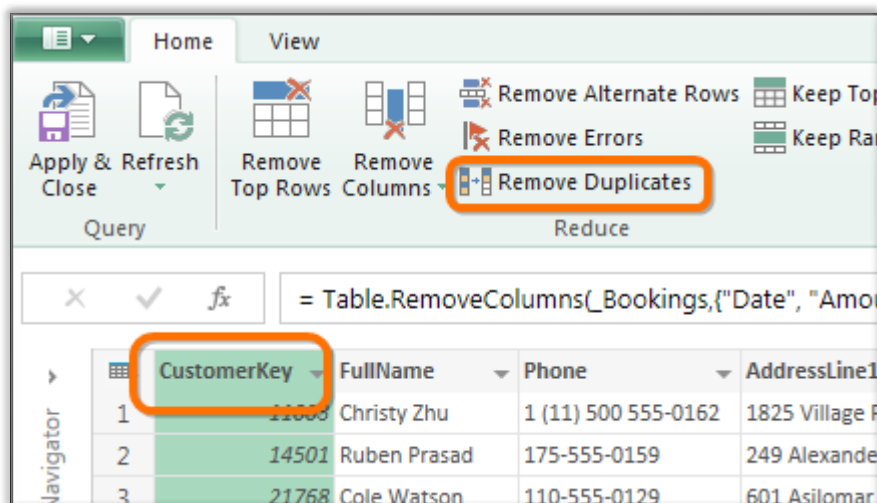 Home View
Remove Alternate Rows Keep Top
Remove Errors Keep Ra
Apply & Close Refresh Remove Top Rows Remove Columns Remove Duplicates
Query Reduce
fx = Table.RemoveColumns(_Bookings,{"Date", "Amou
CustomerKey FullName Phone AddressLine1
1 Christy Zhu 1 (11) 500 555-0162 1825 Village
2 14501 Ruben Prasad 175-555-0159 249 Alexande
3 21768 Cole Watson 110-555-0129 601 Asilomar
Navigator